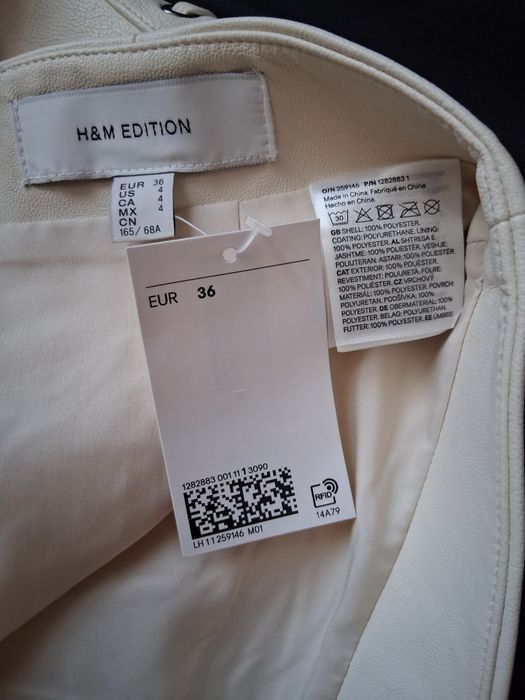 H&M EDITION
EUR 36
US 4
CA 4
MX 4
CN
165/68A
O/N 259146 P/N 1282883 1
Made in China. Fabriqué en Chine.
Hecho en China.
30
GB SHELL: 100% POLYESTER.
COATING: POLYURETHANE. LINING:
100% POLYESTER. AL SHTRESA E
JASHTME: 100% POLIESTER. VESHJE:
POLIURETAN. ASTARI: 100% POLIESTËR.
CAT EXTERIOR: 100% POLIÈSTER.
REVESTIMENT: POLIURETÀ. FOLRE:
100% POLIÈSTER. CZ VRCHOVÝ
MATERIÁL: 100% POLYESTER. POVRCH:
POLYURETAN. PODŠÍVKA: 100%
POLYESTER. DE OBERMATERIAL: 100%
POLYESTER. BELAG: POLYURETHAN.
FUTTER: 100% POLYESTER. EE ÜMBRIS:
EUR 36
1282883 001 11 1 3090
RFID
14A79
LH 1 1 259146 M01